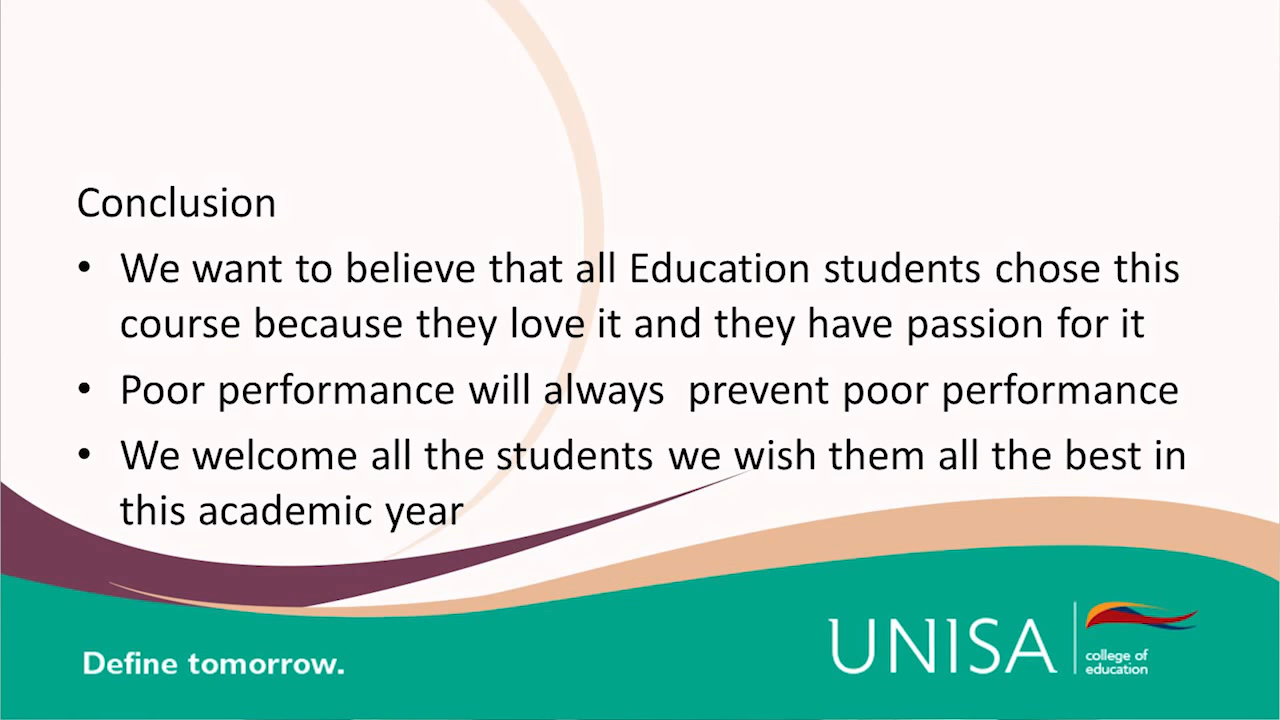 Conclusion
• We want to believe that all Education students chose this
course because they love it and they have passion for it
• Poor performance will always  prevent poor performance
• We welcome all the students we wish them all the best in
this academic year
Define tomorrow.
UNISA
college of
education